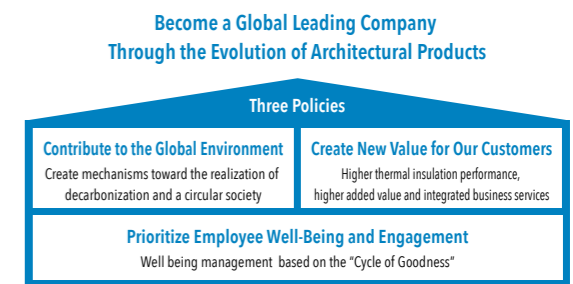 Become a Global Leading Company
Through the Evolution of Architectural Products
Three Policies
Contribute to the Global Environment
Create mechanisms toward the realization of
decarbonization and a circular society
Create New Value for Our Customers
Higher thermal insulation performance,
higher added value and integrated business services
Prioritize Employee Well-Being and Engagement
Well being management based on the “Cycle of Goodness”